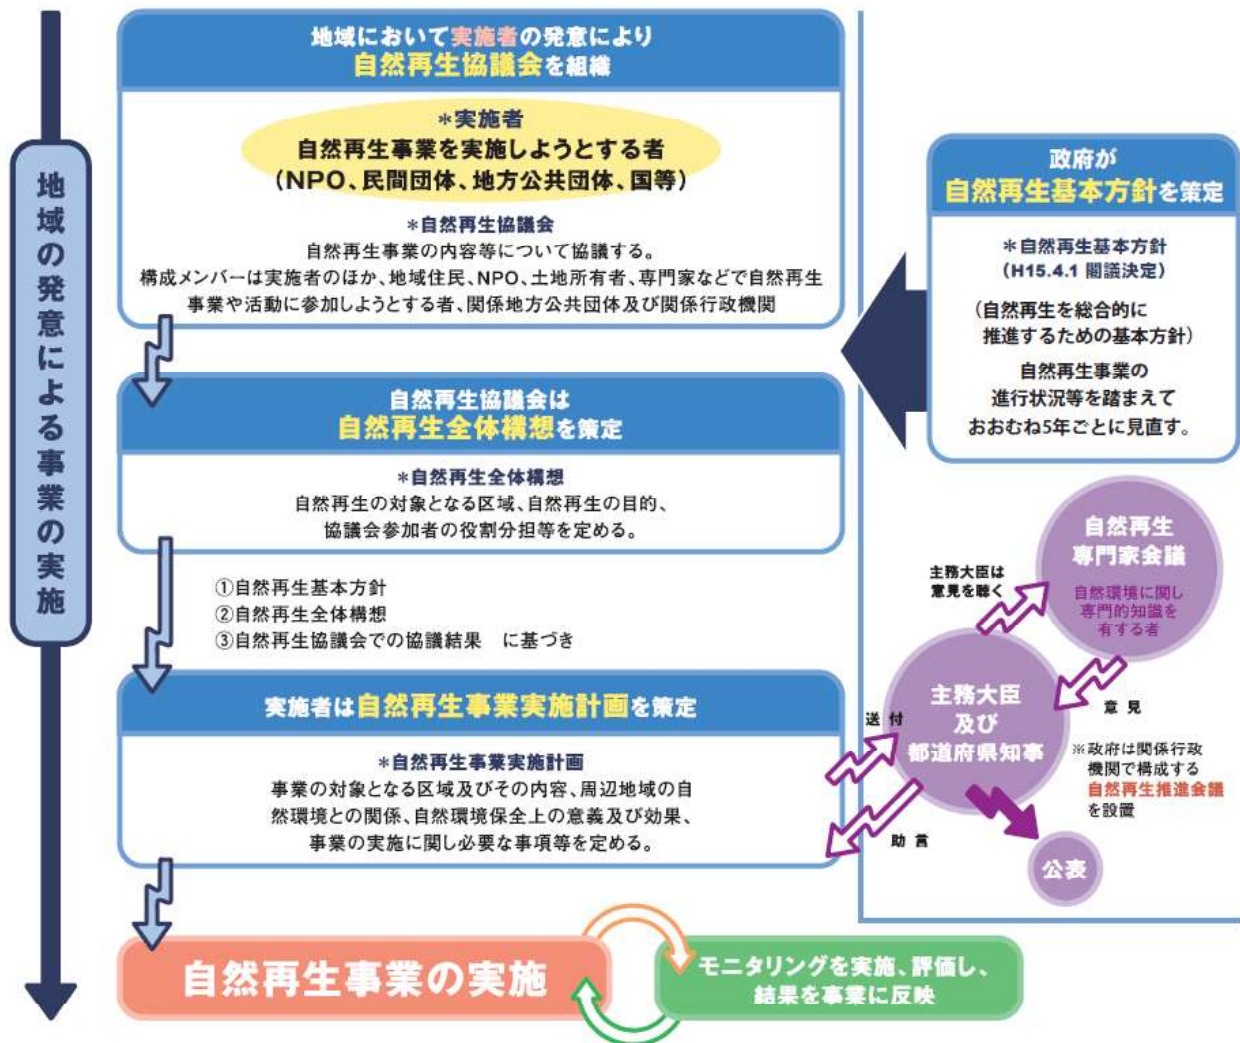 地域の発意による事業の実施
地域において実施者の発意により
自然再生協議会を組織
*実施者
自然再生事業を実施しようとする者
(NPO、民間団体、地方公共団体、国等)
*自然再生協議会
自然再生事業の内容等について協議する。
構成メンバーは実施者のほか、地域住民、NPO、土地所有者、専門家などで自然再生
事業や活動に参加しようとする者、関係地方公共団体及び関係行政機関
自然再生協議会は
自然再生全体構想を策定
*自然再生全体構想
自然再生の対象となる区域、自然再生の目的、
協議会参加者の役割分担等を定める。
①自然再生基本方針
②自然再生全体構想
③自然再生協議会での協議結果 に基づき
実施者は自然再生事業実施計画を策定
*自然再生事業実施計画
事業の対象となる区域及びその内容、周辺地域の自
然環境との関係、自然環境保全上の意義及び効果、
事業の実施に関し必要な事項等を定める。
自然再生事業の実施
モニタリングを実施、評価し、
結果を事業に反映
政府が
自然再生基本方針を策定
*自然再生基本方針
(H15.4.1 閣議決定)
(自然再生を総合的に
推進するための基本方針)
自然再生事業の
進行状況等を踏まえて
おおむね5年ごとに見直す。
自然再生
専門家会議
自然環境に関し
専門的知識を
有する者
主務大臣は
意見を聴く
主務大臣
及び
都道府県知事
意見
送付
助言
※政府は関係行政
機関で構成する
自然再生推進会議
を設置
公表